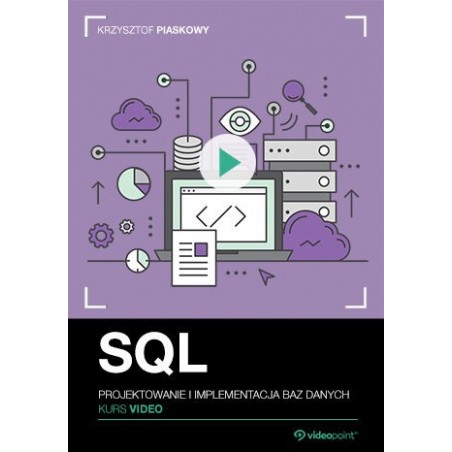 KRZYSZTOF PIASKOWY
</>
SQL
PROJEKTOWANIE I IMPLEMENTACJA BAZ DANYCH
KURS VIDEO
videopoint